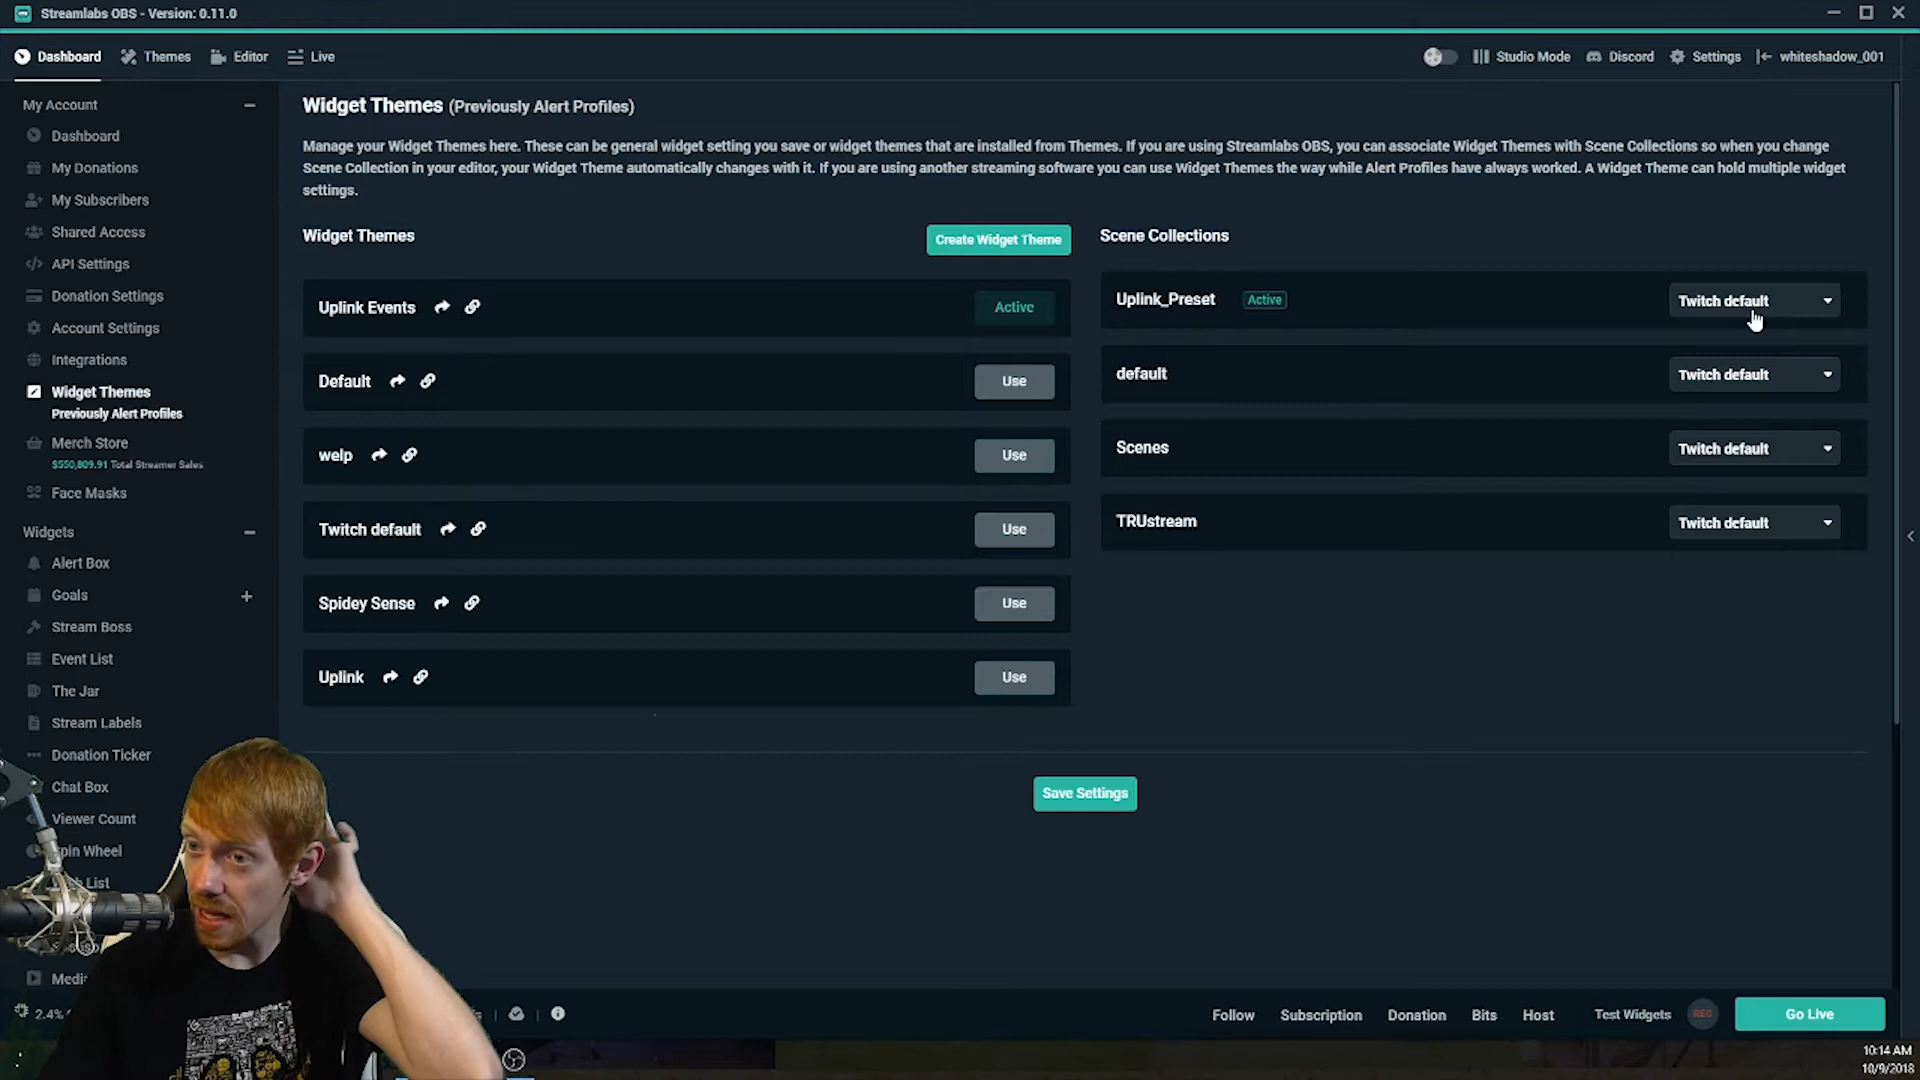 Streamlabs OBS - Version: 0.11.0
Dashboard
Themes
Editor
Live
Studio Mode
Discord
Settings
whiteshadow_001
My Account
Dashboard
My Donations
My Subscribers
Shared Access
API Settings
Donation Settings
Account Settings
Integrations
Widget Themes
Previously Alert Profiles
Merch Store
$550,809.91 Total Streamer Sales
Face Masks
Widgets
Alert Box
Goals
Stream Boss
Event List
The Jar
Stream Labels
Donation Ticker
Chat Box
Viewer Count
Wheel
List
Widget Themes (Previously Alert Profiles)
Manage your Widget Themes here. These can be general widget setting you save or widget themes that are installed from Themes. If you are using Streamlabs OBS, you can associate Widget Themes with Scene Collections so when you change
Scene Collection in your editor, your Widget Theme automatically changes with it. If you are using another streaming software you can use Widget Themes the way while Alert Profiles have always worked. A Widget Theme can hold multiple widget
settings.
Widget Themes
Create Widget Theme
Uplink Events
Active
Default
Use
welp
Use
Twitch default
Use
Spidey Sense
Use
Uplink
Use
Scene Collections
Uplink_Preset
Active
Twitch default
default
Twitch default
Scenes
Twitch default
TRUstream
Twitch default
Save Settings
2.4%
Follow
Subscription
Donation
Bits
Host
Test Widgets
REC
Go Live
10:14 AM
10/9/2018